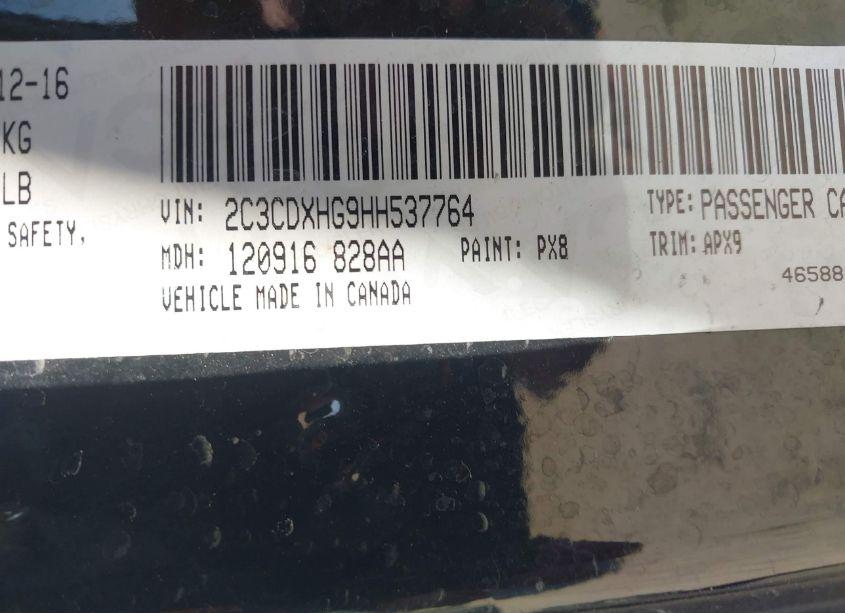 12-16
KG
LB
SAFETY,
VIN: 2C3CDXHG9HH537764
TYPE: PASSENGER CA
MDH: 120916 828AA
PAINT: PX8
TRIM: APX9
46588
VEHICLE MADE IN CANADA